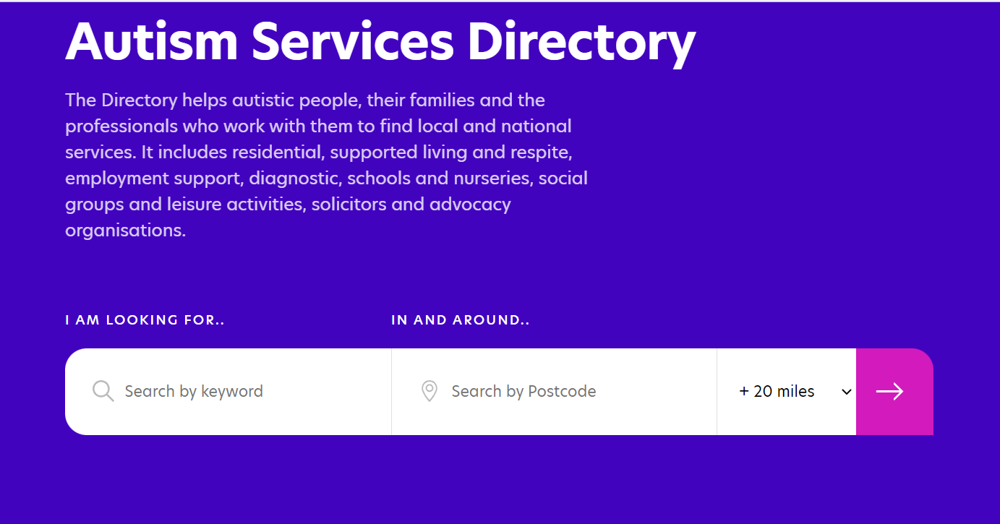 Autism Services Directory
The Directory helps autistic people, their families and the
professionals who work with them to find local and national
services. It includes residential, supported living and respite,
employment support, diagnostic, schools and nurseries, social
groups and leisure activities, solicitors and advocacy
organisations.
I AM LOOKING FOR..
IN AND AROUND..
Search by keyword
Search by Postcode
+ 20 miles